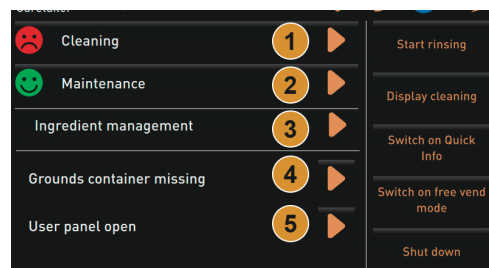 Caretaker
Cleaning 1
Maintenance 2
Ingredient management 3
Grounds container missing 4
User panel open 5
Start rinsing
Display cleaning
Switch on Quick
Info
Switch on free vend
mode
Shut down